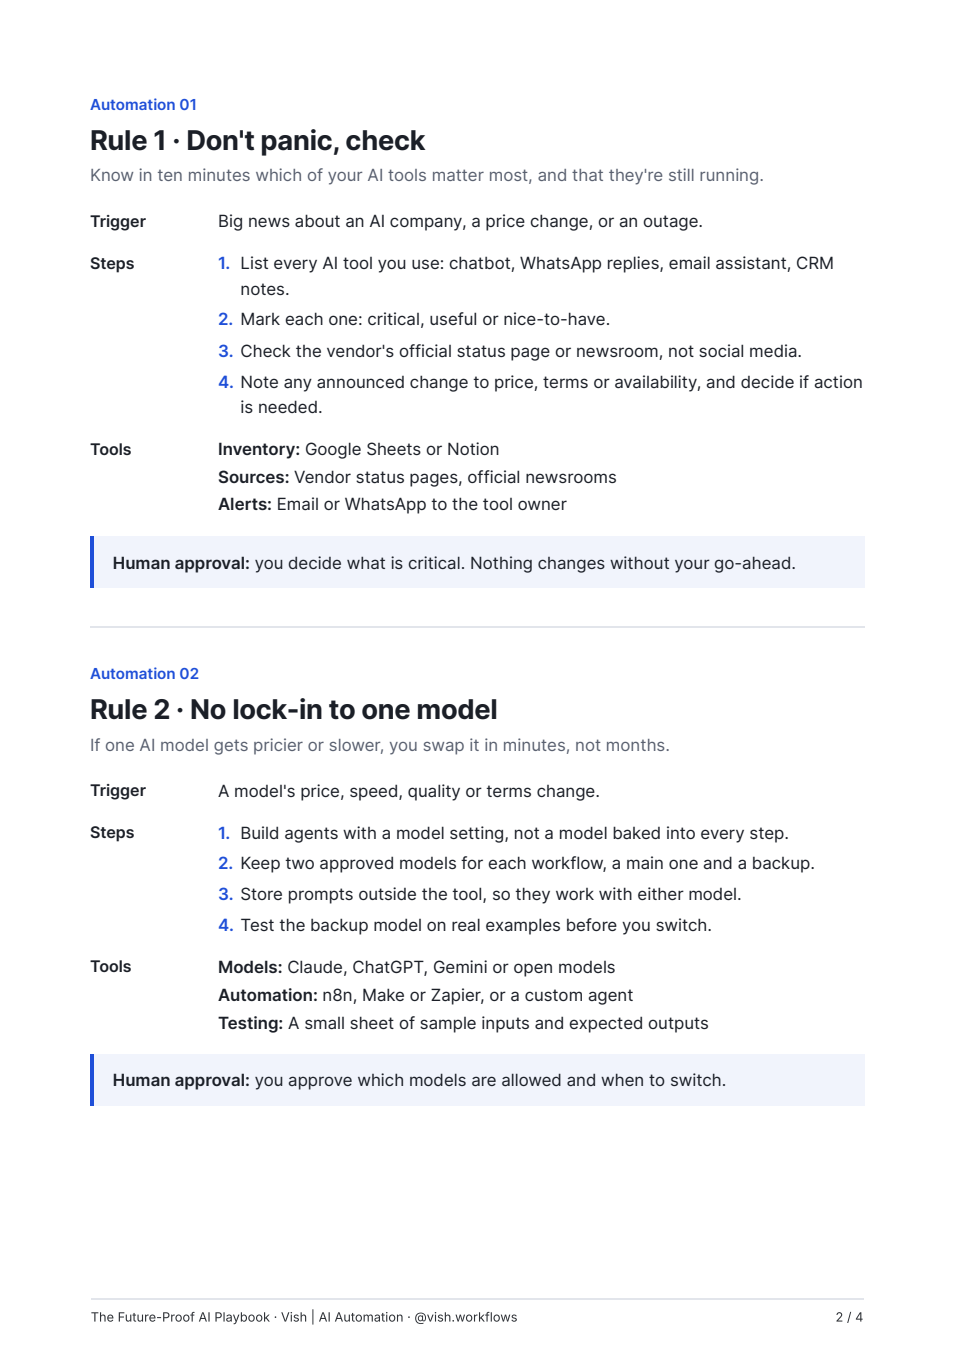 Automation 01
Rule 1 · Don't panic, check
Know in ten minutes which of your AI tools matter most, and that they're still running.
Trigger
Big news about an AI company, a price change, or an outage.
Steps
1. List every AI tool you use: chatbot, WhatsApp replies, email assistant, CRM
notes.
2. Mark each one: critical, useful or nice-to-have.
3. Check the vendor's official status page or newsroom, not social media.
4. Note any announced change to price, terms or availability, and decide if action
is needed.
Tools
Inventory: Google Sheets or Notion
Sources: Vendor status pages, official newsrooms
Alerts: Email or WhatsApp to the tool owner
Human approval: you decide what is critical. Nothing changes without your go-ahead.
Automation 02
Rule 2 · No lock-in to one model
If one AI model gets pricier or slower, you swap it in minutes, not months.
Trigger
A model's price, speed, quality or terms change.
Steps
1. Build agents with a model setting, not a model baked into every step.
2. Keep two approved models for each workflow, a main one and a backup.
3. Store prompts outside the tool, so they work with either model.
4. Test the backup model on real examples before you switch.
Tools
Models: Claude, ChatGPT, Gemini or open models
Automation: n8n, Make or Zapier, or a custom agent
Testing: A small sheet of sample inputs and expected outputs
Human approval: you approve which models are allowed and when to switch.
The Future-Proof AI Playbook · Vish | AI Automation · @vish.workflows
2 / 4